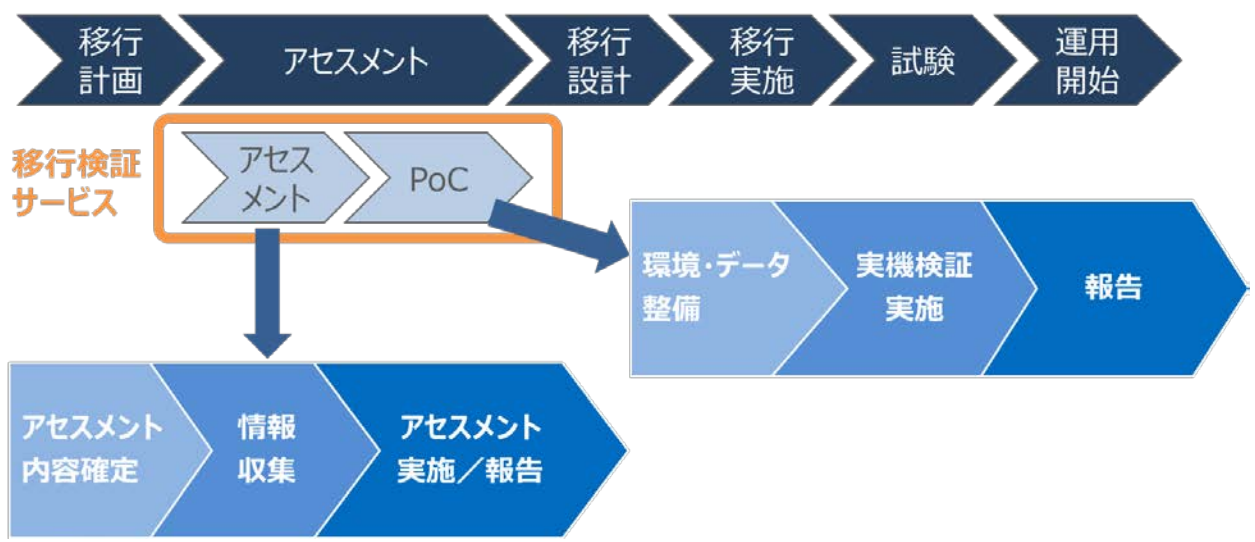 移行
計画
アセスメント
移行
設計
移行
実施
試験
運用
開始
移行検証
サービス
アセス
メント
PoC
環境・データ
整備
実機検証
実施
報告
アセスメント
内容確定
情報
収集
アセスメント
実施／報告